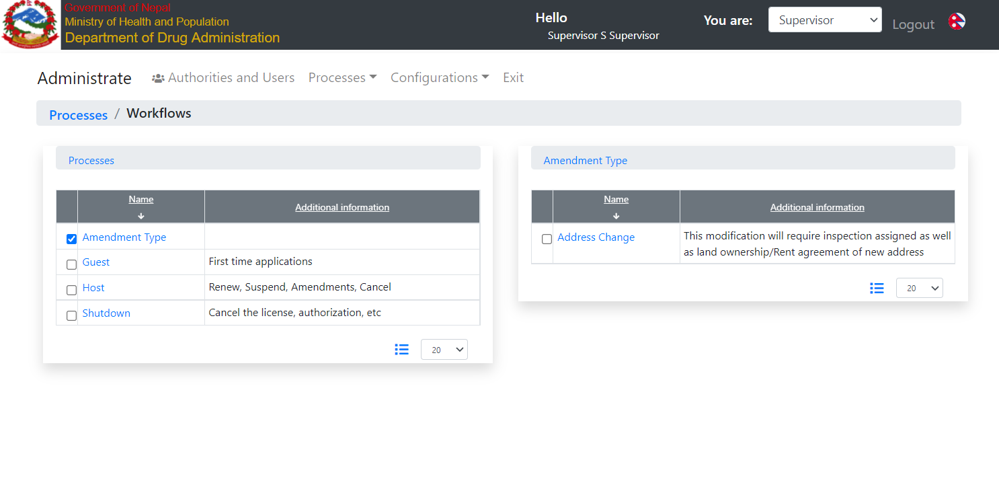 Government of Nepal
Ministry of Health and Population
Department of Drug Administration
Hello
Supervisor S Supervisor
You are:
Supervisor
Logout
Administrate
Authorities and Users
Processes
Configurations
Exit
Processes / Workflows
Processes
Name
Additional information
Amendment Type
Guest
First time applications
Host
Renew, Suspend, Amendments, Cancel
Shutdown
Cancel the license, authorization, etc
20
Amendment Type
Name
Additional information
Address Change
This modification will require inspection assigned as well
as land ownership/Rent agreement of new address
20